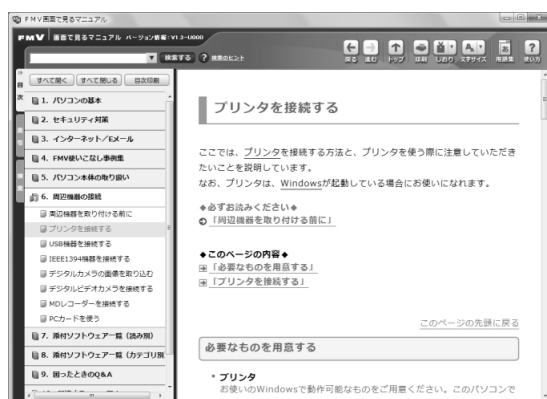 FMV画面で見るマニュアル
FMV 画面で見るマニュアル バージョン情報:V1.3-U000
検索する ? 検索のヒント
戻る 進む トップ 印刷 しおり 文字サイズ 用語集 使い方
目次
すべて開く すべて閉じる 目次印刷
1. パソコンの基本
2. セキュリティ対策
3. インターネット/Eメール
4. FMV使いこなし事例集
5. パソコン本体の取り扱い
6. 周辺機器の接続
周辺機器を取り付ける前に
プリンタを接続する
USB機器を接続する
IEEE1394機器を接続する
デジタルカメラの画像を取り込む
デジタルビデオカメラを接続する
MDレコーダーを接続する
PCカードを使う
7. 添付ソフトウェア一覧(読み別)
8. 添付ソフトウェア一覧(カテゴリ別
9. 困ったときのQ&A
プリンタを接続する
ここでは、プリンタを接続する方法と、プリンタを使う際に注意していただき
たいことを説明しています。
なお、プリンタは、Windowsが起動している場合にお使いになれます。
◆必ずお読みください◆
「周辺機器を取り付ける前に」
◆このページの内容◆
「必要なものを用意する」
「プリンタを接続する」
このページの先頭に戻る
必要なものを用意する
・プリンタ
お使いのWindowsで動作可能なものをご用意ください。このパソコンで